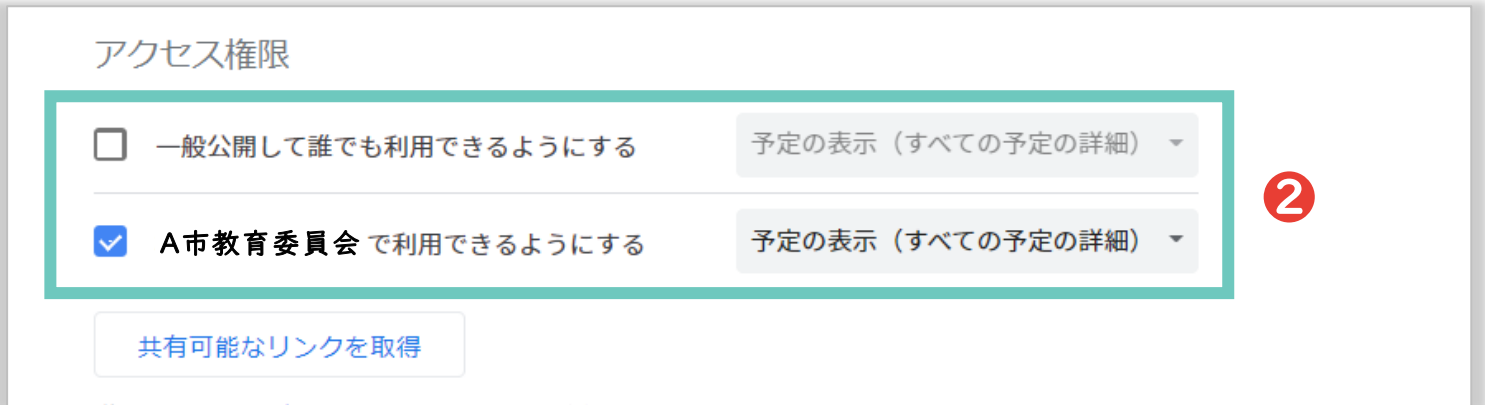 アクセス権限
一般公開して誰でも利用できるようにする 予定の表示（すべての予定の詳細）
2
A市教育委員会 で利用できるようにする 予定の表示（すべての予定の詳細）
共有可能なリンクを取得